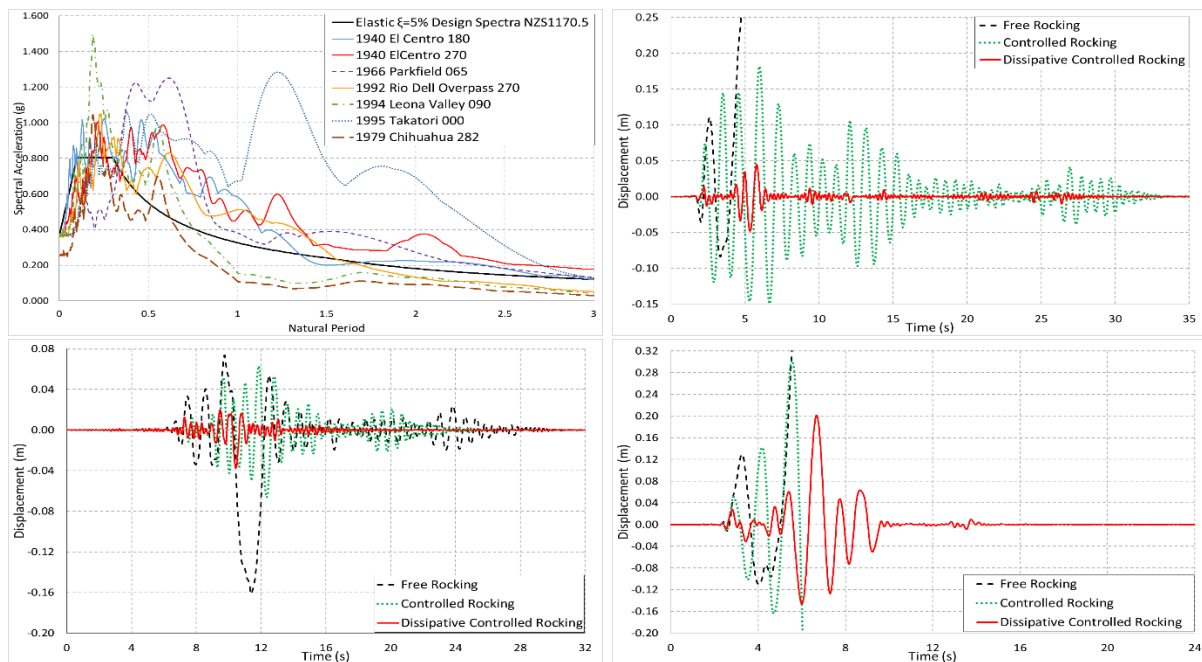 1.600
1.400
1.200
1.000
0.800
0.600
0.400
0.200
0.000
Spectral Acceleration (g)
0 0.5 1 1.5 2 2.5 3
Natural Period
Elastic ξ=5% Design Spectra NZS1170.5
1940 El Centro 180
1940 ElCentro 270
1966 Parkfield 065
1992 Rio Dell Overpass 270
1994 Leona Valley 090
1995 Takatori 000
1979 Chihuahua 282
0.25
0.20
0.15
0.10
0.05
0.00
-0.05
-0.10
-0.15
Displacement (m)
0 5 10 15 20 25 30 35
Time (s)
Free Rocking
Controlled Rocking
Dissipative Controlled Rocking
0.08
0.04
0.00
-0.04
-0.08
-0.12
-0.16
-0.20
Displacement (m)
0 4 8 12 16 20 24 28 32
Time (s)
Free Rocking
Controlled Rocking
Dissipative Controlled Rocking
0.32
0.28
0.24
0.20
0.16
0.12
0.08
0.04
0.00
-0.04
-0.08
-0.12
-0.16
-0.20
Displacement (m)
0 4 8 12 16 20 24
Time (s)
Free Rocking
Controlled Rocking
Dissipative Controlled Rocking